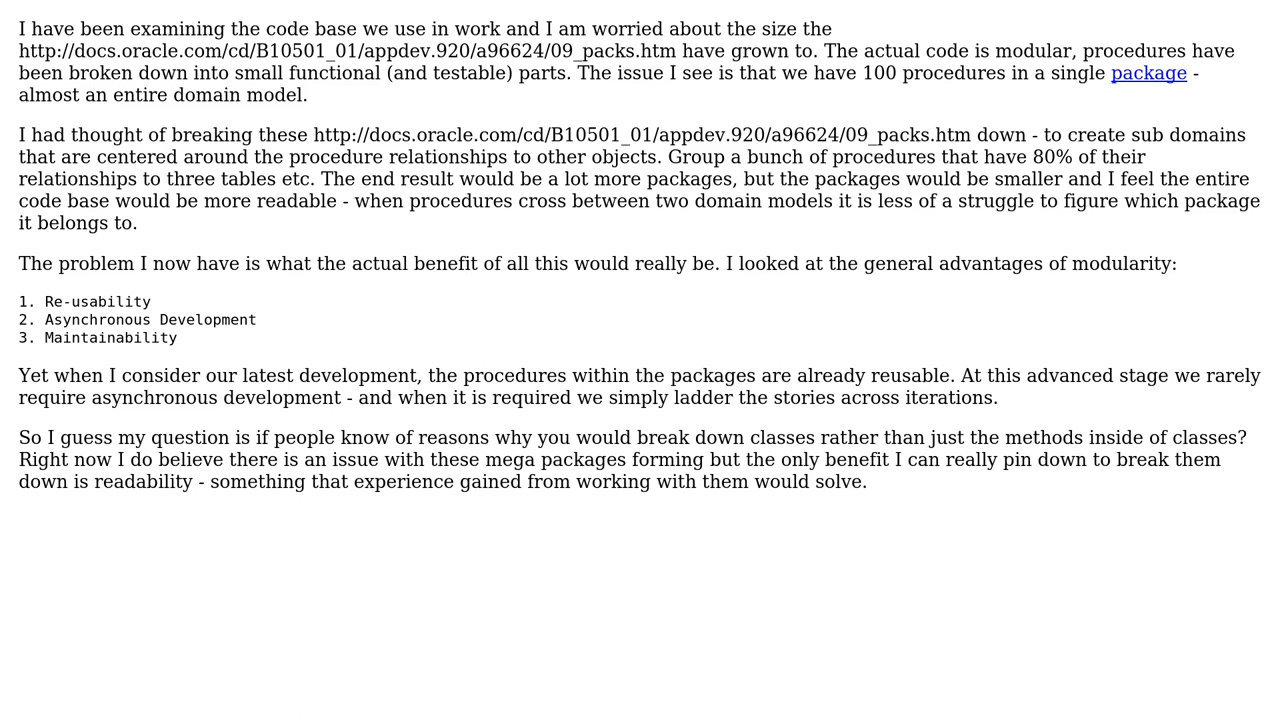 I have been examining the code base we use in work and I am worried about the size the
http://docs.oracle.com/cd/B10501_01/appdev.920/a96624/09_packs.htm have grown to. The actual code is modular, procedures have
been broken down into small functional (and testable) parts. The issue I see is that we have 100 procedures in a single package -
almost an entire domain model.
I had thought of breaking these http://docs.oracle.com/cd/B10501_01/appdev.920/a96624/09_packs.htm down - to create sub domains
that are centered around the procedure relationships to other objects. Group a bunch of procedures that have 80% of their
relationships to three tables etc. The end result would be a lot more packages, but the packages would be smaller and I feel the entire
code base would be more readable - when procedures cross between two domain models it is less of a struggle to figure which package
it belongs to.
The problem I now have is what the actual benefit of all this would really be. I looked at the general advantages of modularity:
1. Re-usability
2. Asynchronous Development
3. Maintainability
Yet when I consider our latest development, the procedures within the packages are already reusable. At this advanced stage we rarely
require asynchronous development - and when it is required we simply ladder the stories across iterations.
So I guess my question is if people know of reasons why you would break down classes rather than just the methods inside of classes?
Right now I do believe there is an issue with these mega packages forming but the only benefit I can really pin down to break them
down is readability - something that experience gained from working with them would solve.